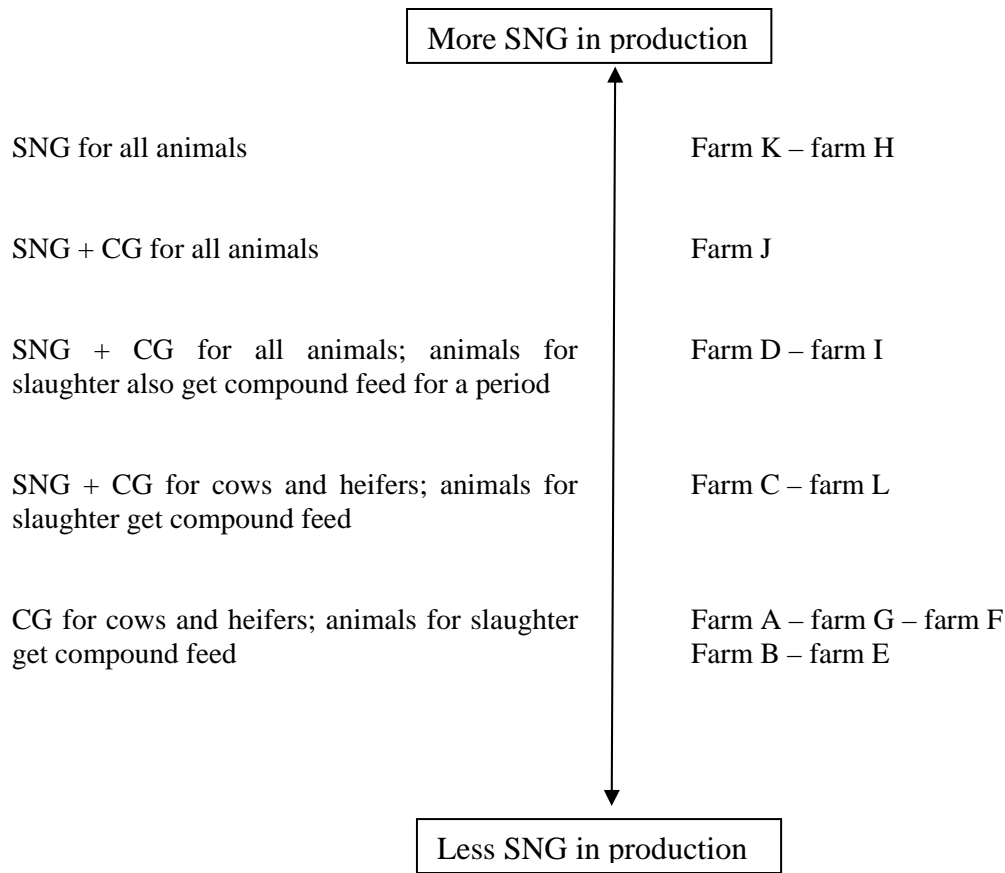 More SNG in production
SNG for all animals
Farm K – farm H
SNG + CG for all animals
Farm J
SNG + CG for all animals; animals for
slaughter also get compound feed for a period
Farm D – farm I
SNG + CG for cows and heifers; animals for
slaughter get compound feed
Farm C – farm L
CG for cows and heifers; animals for slaughter
get compound feed
Farm A – farm G – farm F
Farm B – farm E
Less SNG in production